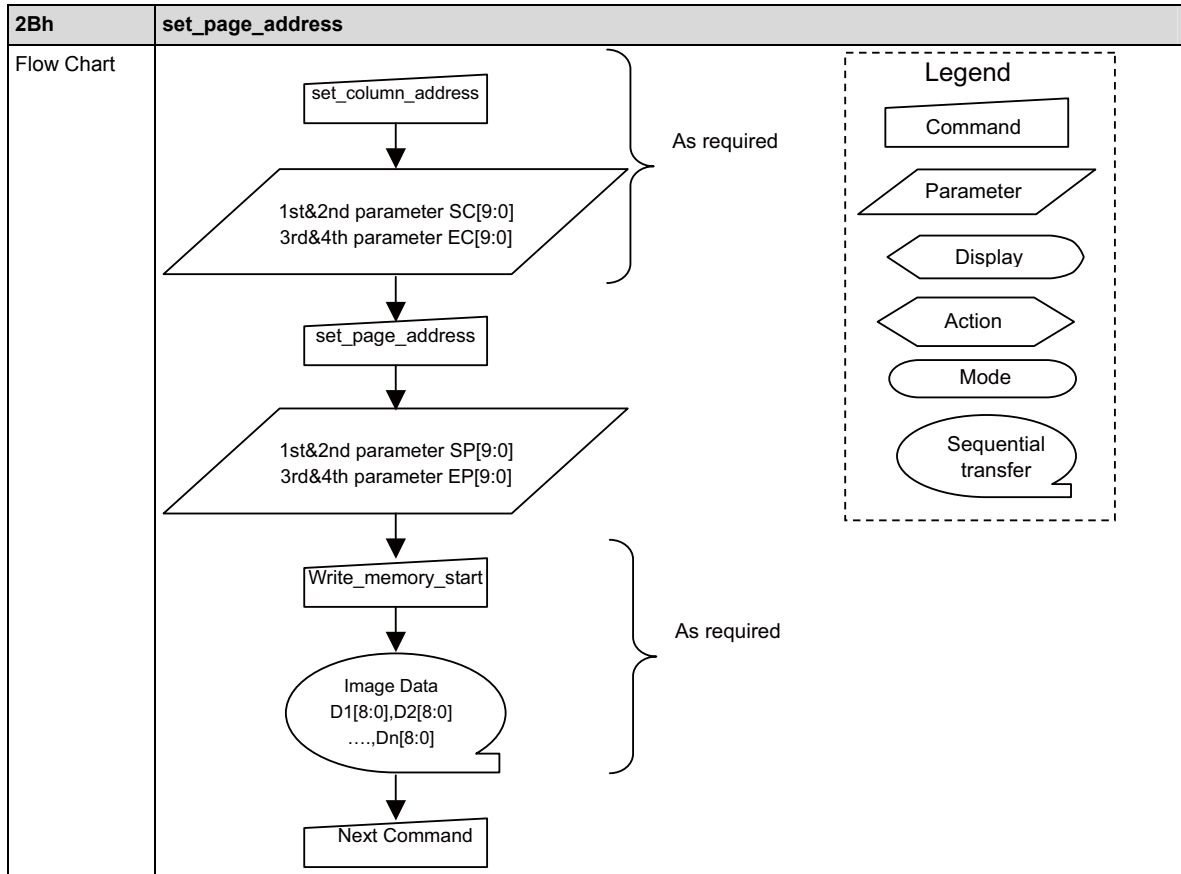 2Bh
set_page_address
Flow Chart
set_column_address
1st&2nd parameter SC[9:0]
3rd&4th parameter EC[9:0]
As required
set_page_address
1st&2nd parameter SP[9:0]
3rd&4th parameter EP[9:0]
Write_memory_start
As required
Image Data
D1[8:0],D2[8:0]
....,Dn[8:0]
Next Command
Legend
Command
Parameter
Display
Action
Mode
Sequential
transfer